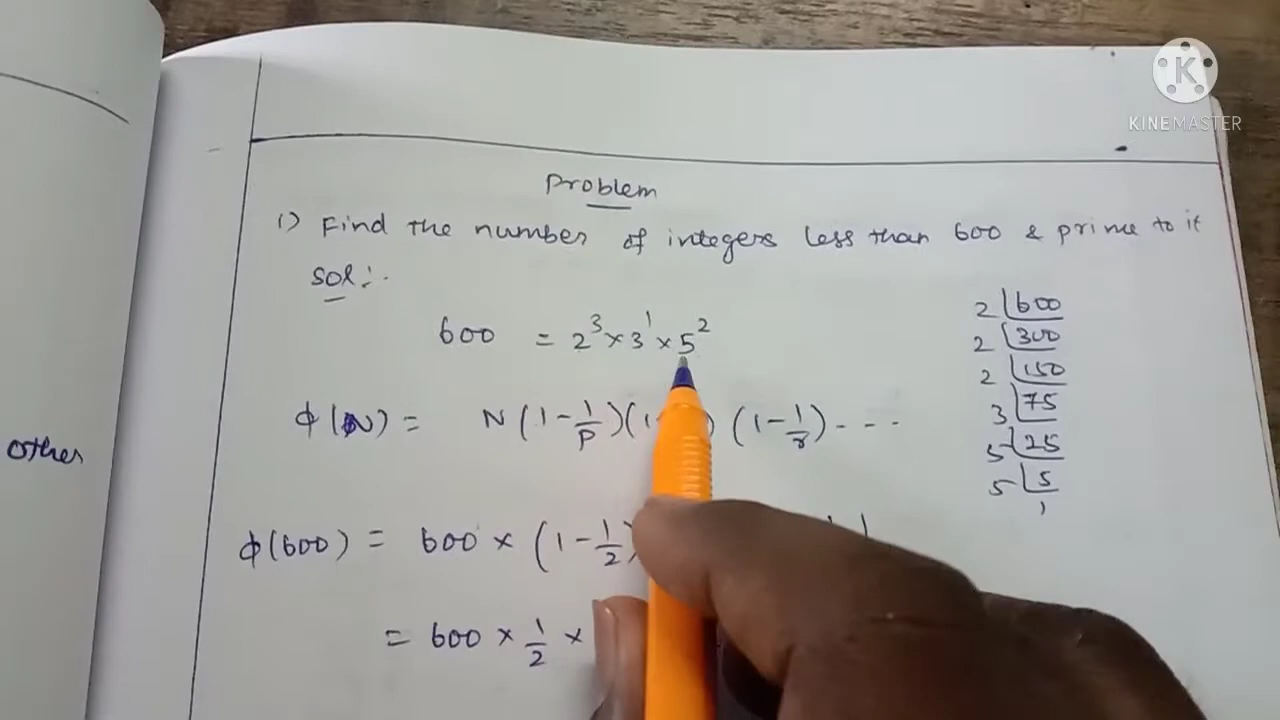 KINEMASTER
Problem
1) Find the number of integers less than 600 & prime to it
Sol:.
600 = 2³ × 3¹ × 5²
2 | 600
2 | 300
2 | 150
3 | 75
5 | 25
5 | 5
1
φ(N) = N (1 - 1/p) (1 (1 - 1/r) - - -
other
φ(600) = 600 × (1 - 1/2)
= 600 × 1/2 ×